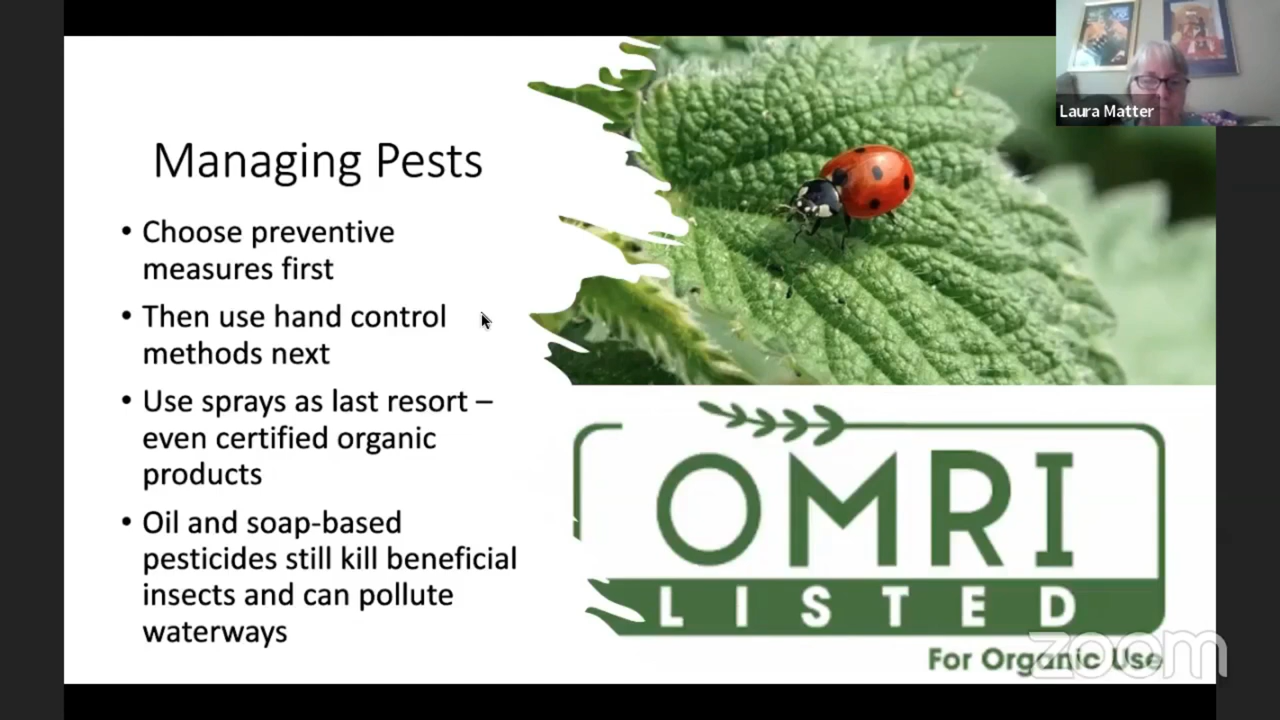 Laura Matter
Managing Pests
• Choose preventive
measures first
• Then use hand control
methods next
• Use sprays as last resort –
even certified organic
products
• Oil and soap-based
pesticides still kill beneficial
insects and can pollute
waterways
OMRI
LISTED
For Organic Use
zoom